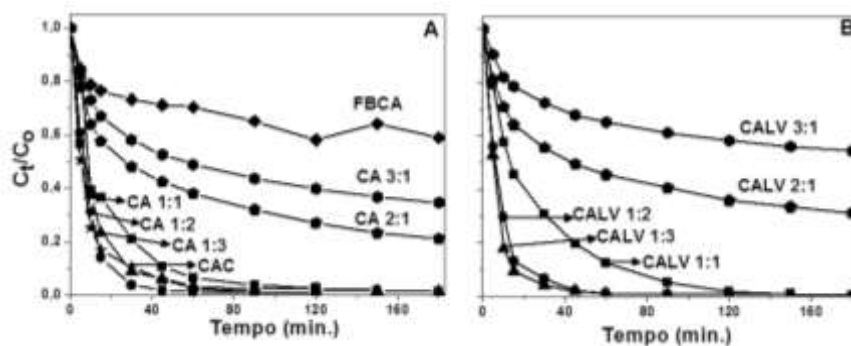 A
1,0
0,8
0,6
0,4
0,2
0,0
Ct/Co
FBCA
CA 3:1
CA 2:1
CA 1:1
CA 1:2
CA 1:3
CAC
0 40 80 120 160
Tempo (min.)
B
CALV 3:1
CALV 2:1
CALV 1:2
CALV 1:3
CALV 1:1
0 40 80 120 160
Tempo (min.)